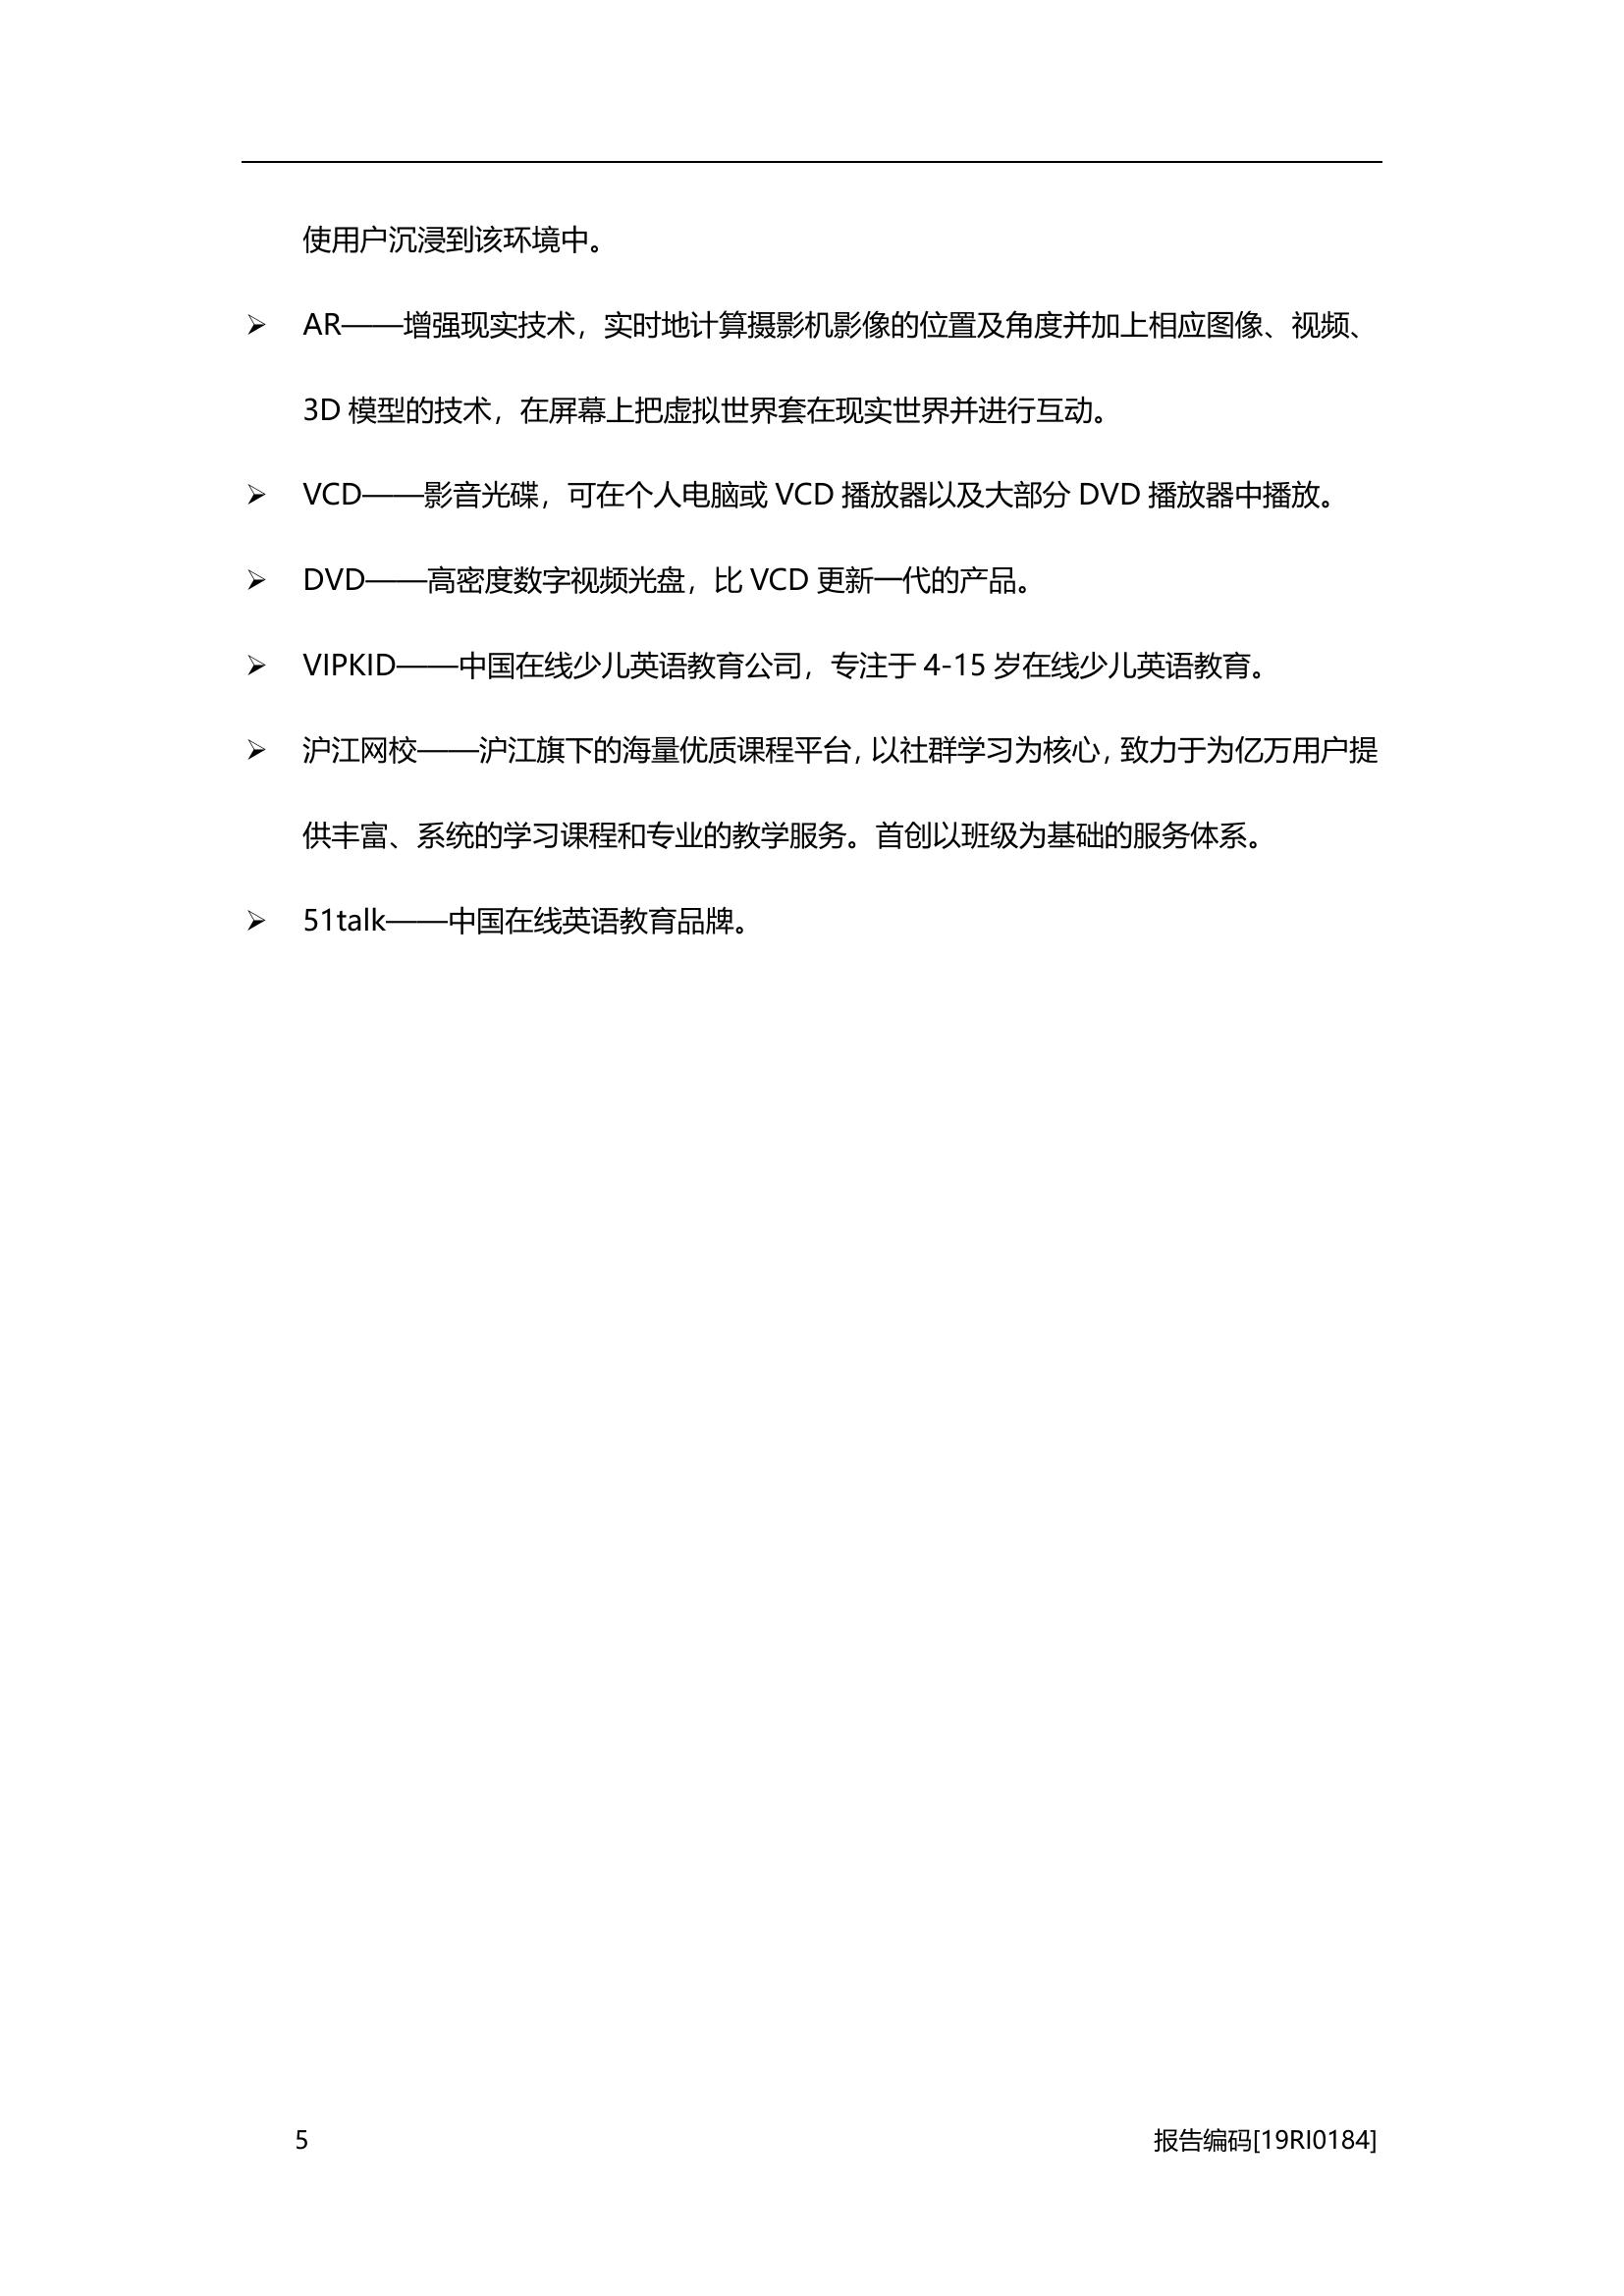 使用户沉浸到该环境中。
➢ AR——增强现实技术，实时地计算摄影机影像的位置及角度并加上相应图像、视频、
3D 模型的技术，在屏幕上把虚拟世界套在现实世界并进行互动。
➢ VCD——影音光碟，可在个人电脑或 VCD 播放器以及大部分 DVD 播放器中播放。
➢ DVD——高密度数字视频光盘，比 VCD 更新一代的产品。
➢ VIPKID——中国在线少儿英语教育公司，专注于 4-15 岁在线少儿英语教育。
➢ 沪江网校——沪江旗下的海量优质课程平台，以社群学习为核心，致力于为亿万用户提
供丰富、系统的学习课程和专业的教学服务。首创以班级为基础的服务体系。
➢ 51talk——中国在线英语教育品牌。
5 报告编码[19RI0184]